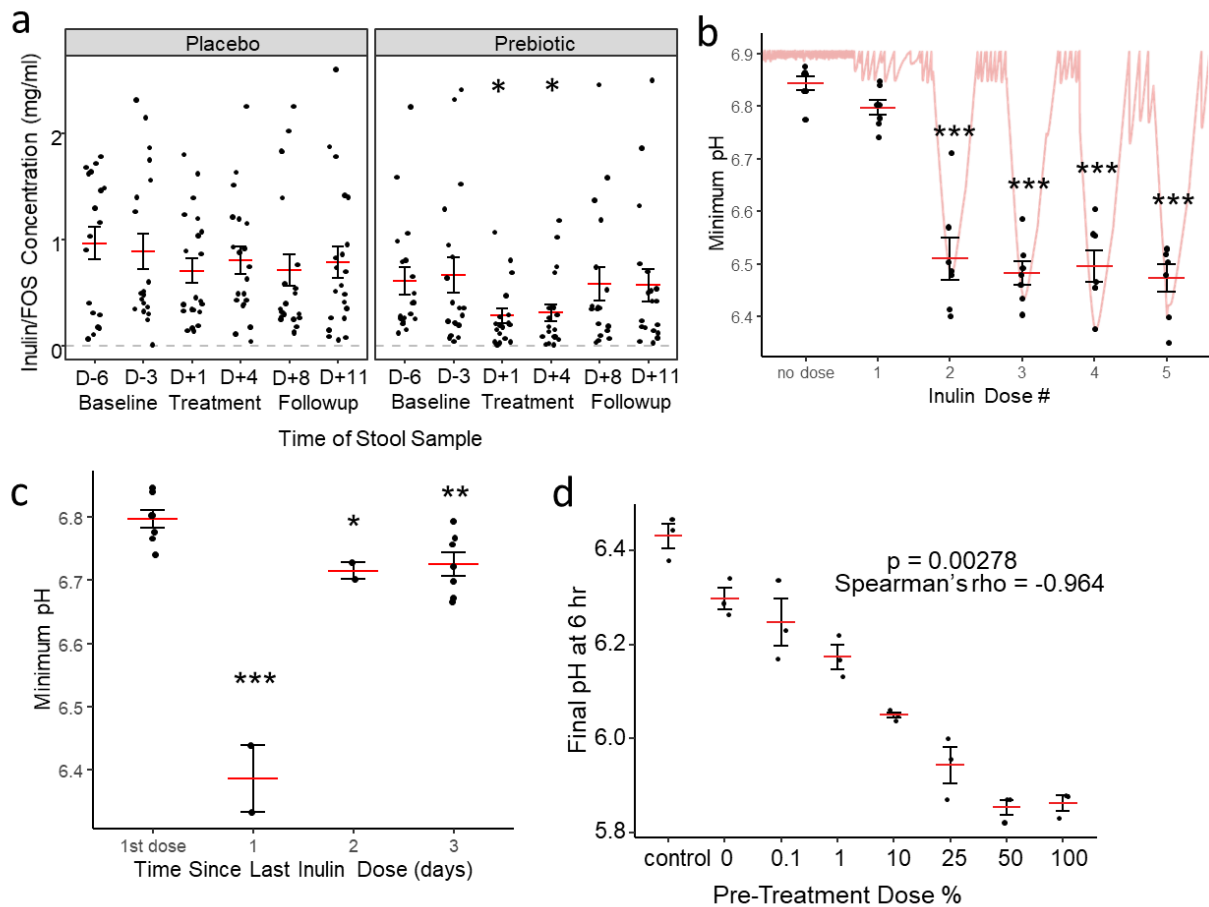 a
Placebo
Prebiotic
Inulin/FOS Concentration (mg/ml)
2
1
0
* *
D-6 D-3 D+1 D+4 D+8 D+11 D-6 D-3 D+1 D+4 D+8 D+11
Baseline Treatment Followup Baseline Treatment Followup
Time of Stool Sample
b
Minimum pH
6.9
6.8
6.7
6.6
6.5
6.4
*** *** *** ***
no dose 1 2 3 4 5
Inulin Dose #
c
Minimum pH
6.8
6.7
6.6
6.5
6.4
*** * **
1st dose 1 2 3
Time Since Last Inulin Dose (days)
d
Final pH at 6 hr
6.4
6.2
6.0
5.8
p = 0.00278
Spearman's rho = -0.964
control 0 0.1 1 10 25 50 100
Pre-Treatment Dose %